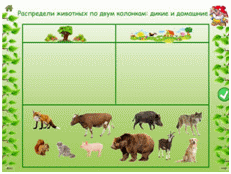 Распредели животных по двум колонкам: дикие и домашние